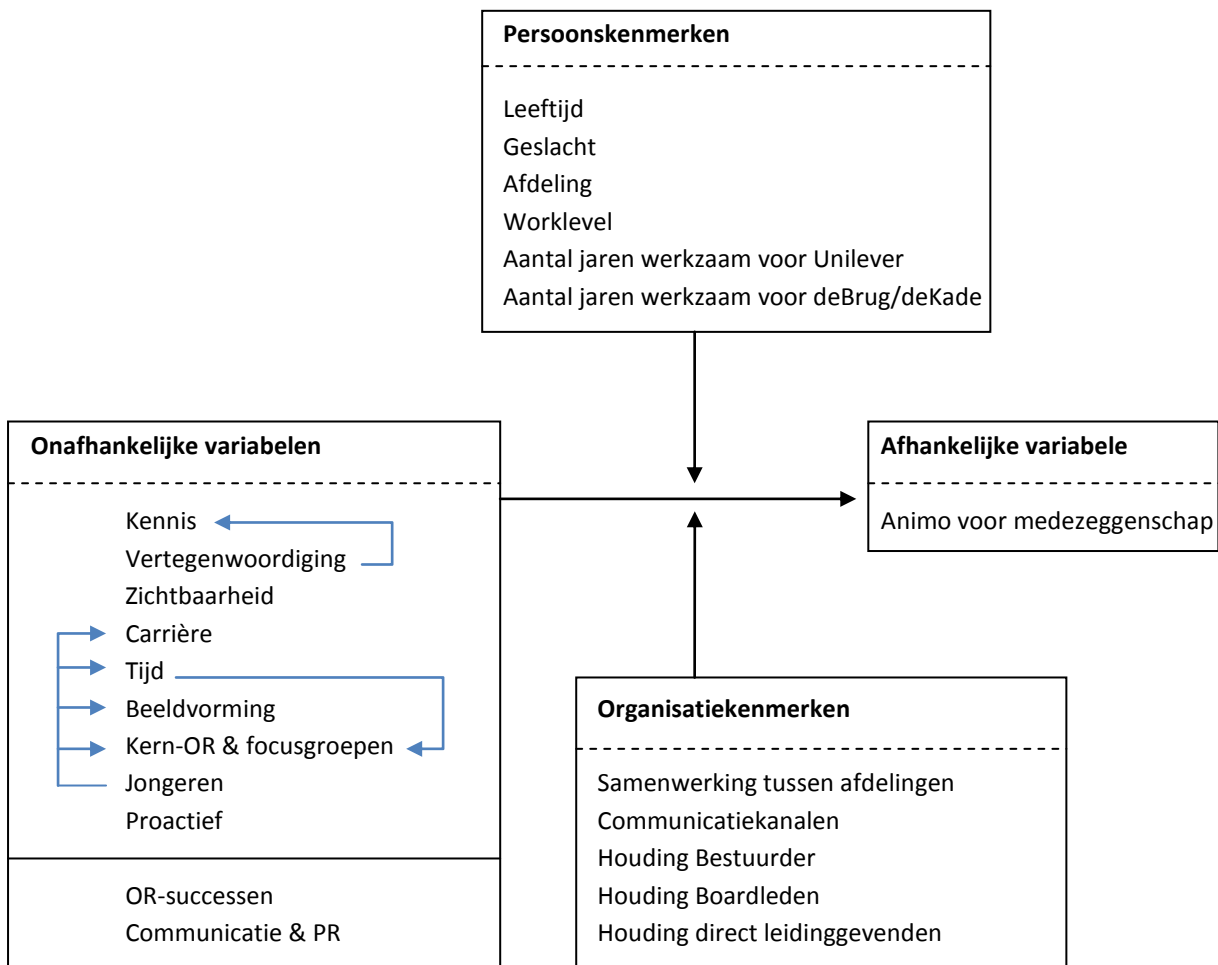 Persoonskenmerken
Leeftijd
Geslacht
Afdeling
Worklevel
Aantal jaren werkzaam voor Unilever
Aantal jaren werkzaam voor deBrug/deKade
Onafhankelijke variabelen
Kennis
Vertegenwoordiging
Zichtbaarheid
Carrière
Tijd
Beeldvorming
Kern-OR & focusgroepen
Jongeren
Proactief
OR-successen
Communicatie & PR
Afhankelijke variabele
Animo voor medezeggenschap
Organisatiekenmerken
Samenwerking tussen afdelingen
Communicatiekanalen
Houding Bestuurder
Houding Boardleden
Houding direct leidinggevenden